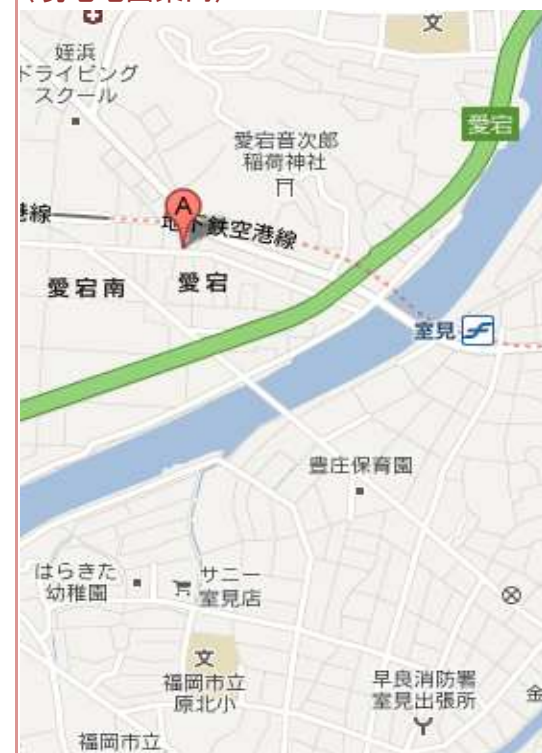 文
姪浜
ドライビング
スクール
愛宕
愛宕音次郎
稲荷神社
港線
地下鉄空港線
A
愛宕南
愛宕
室見
豊庄保育園
はらきた
幼稚園
サニー
室見店
文
福岡市立
原北小
早良消防署
室見出張所
金
福岡市立